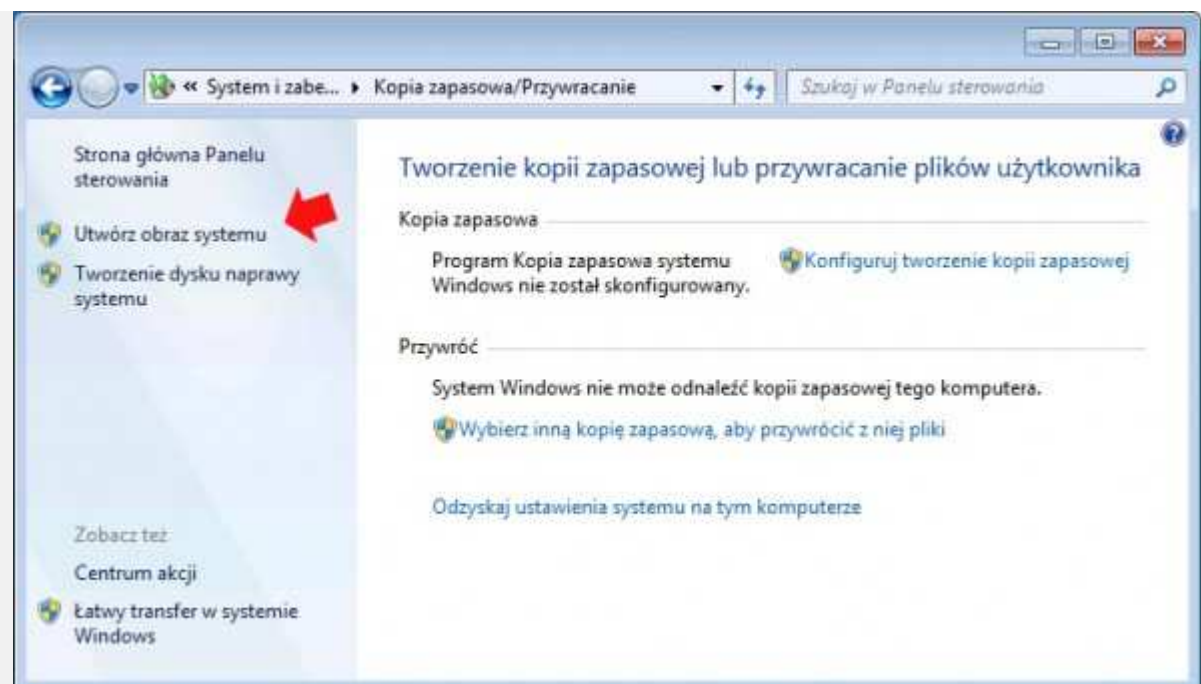 « System i zabe... ▸ Kopia zapasowa/Przywracanie
Szukaj w Panelu sterowania
Strona główna Panelu
sterowania
Utwórz obraz systemu
Tworzenie dysku naprawy
systemu
Zobacz też
Centrum akcji
Łatwy transfer w systemie
Windows
Tworzenie kopii zapasowej lub przywracanie plików użytkownika
Kopia zapasowa
Program Kopia zapasowa systemu
Windows nie został skonfigurowany.
Konfiguruj tworzenie kopii zapasowej
Przywróć
System Windows nie może odnaleźć kopii zapasowej tego komputera.
Wybierz inną kopię zapasową, aby przywrócić z niej pliki
Odzyskaj ustawienia systemu na tym komputerze